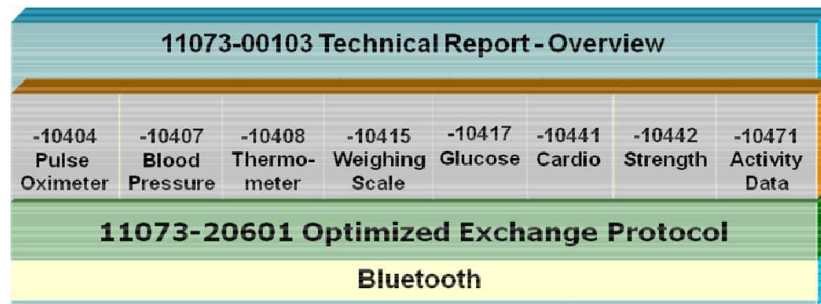 11073-00103 Technical Report - Overview
-10404 -10407 -10408 -10415 -10417 -10441 -10442 -10471
Pulse Blood Thermo- Weighing Glucose Cardio Strength Activity
Oximeter Pressure meter Scale Data
11073-20601 Optimized Exchange Protocol
Bluetooth